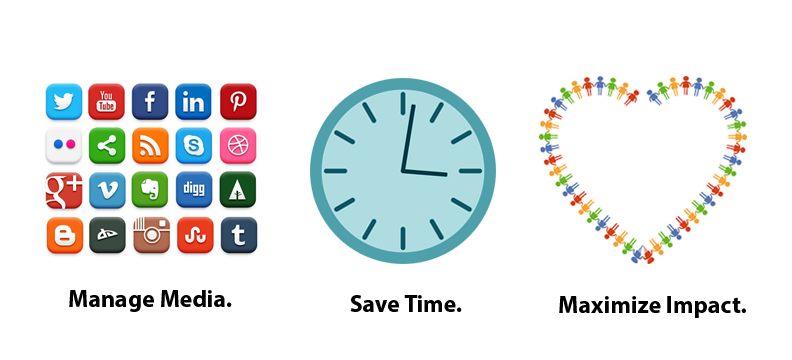 You
Tube
f
in
g+
digg
t
Manage Media.
Save Time.
Maximize Impact.